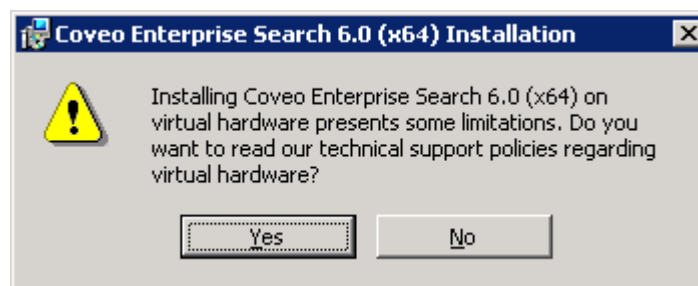 Coveo Enterprise Search 6.0 (x64) Installation
Installing Coveo Enterprise Search 6.0 (x64) on
virtual hardware presents some limitations. Do you
want to read our technical support policies regarding
virtual hardware?
Yes
No